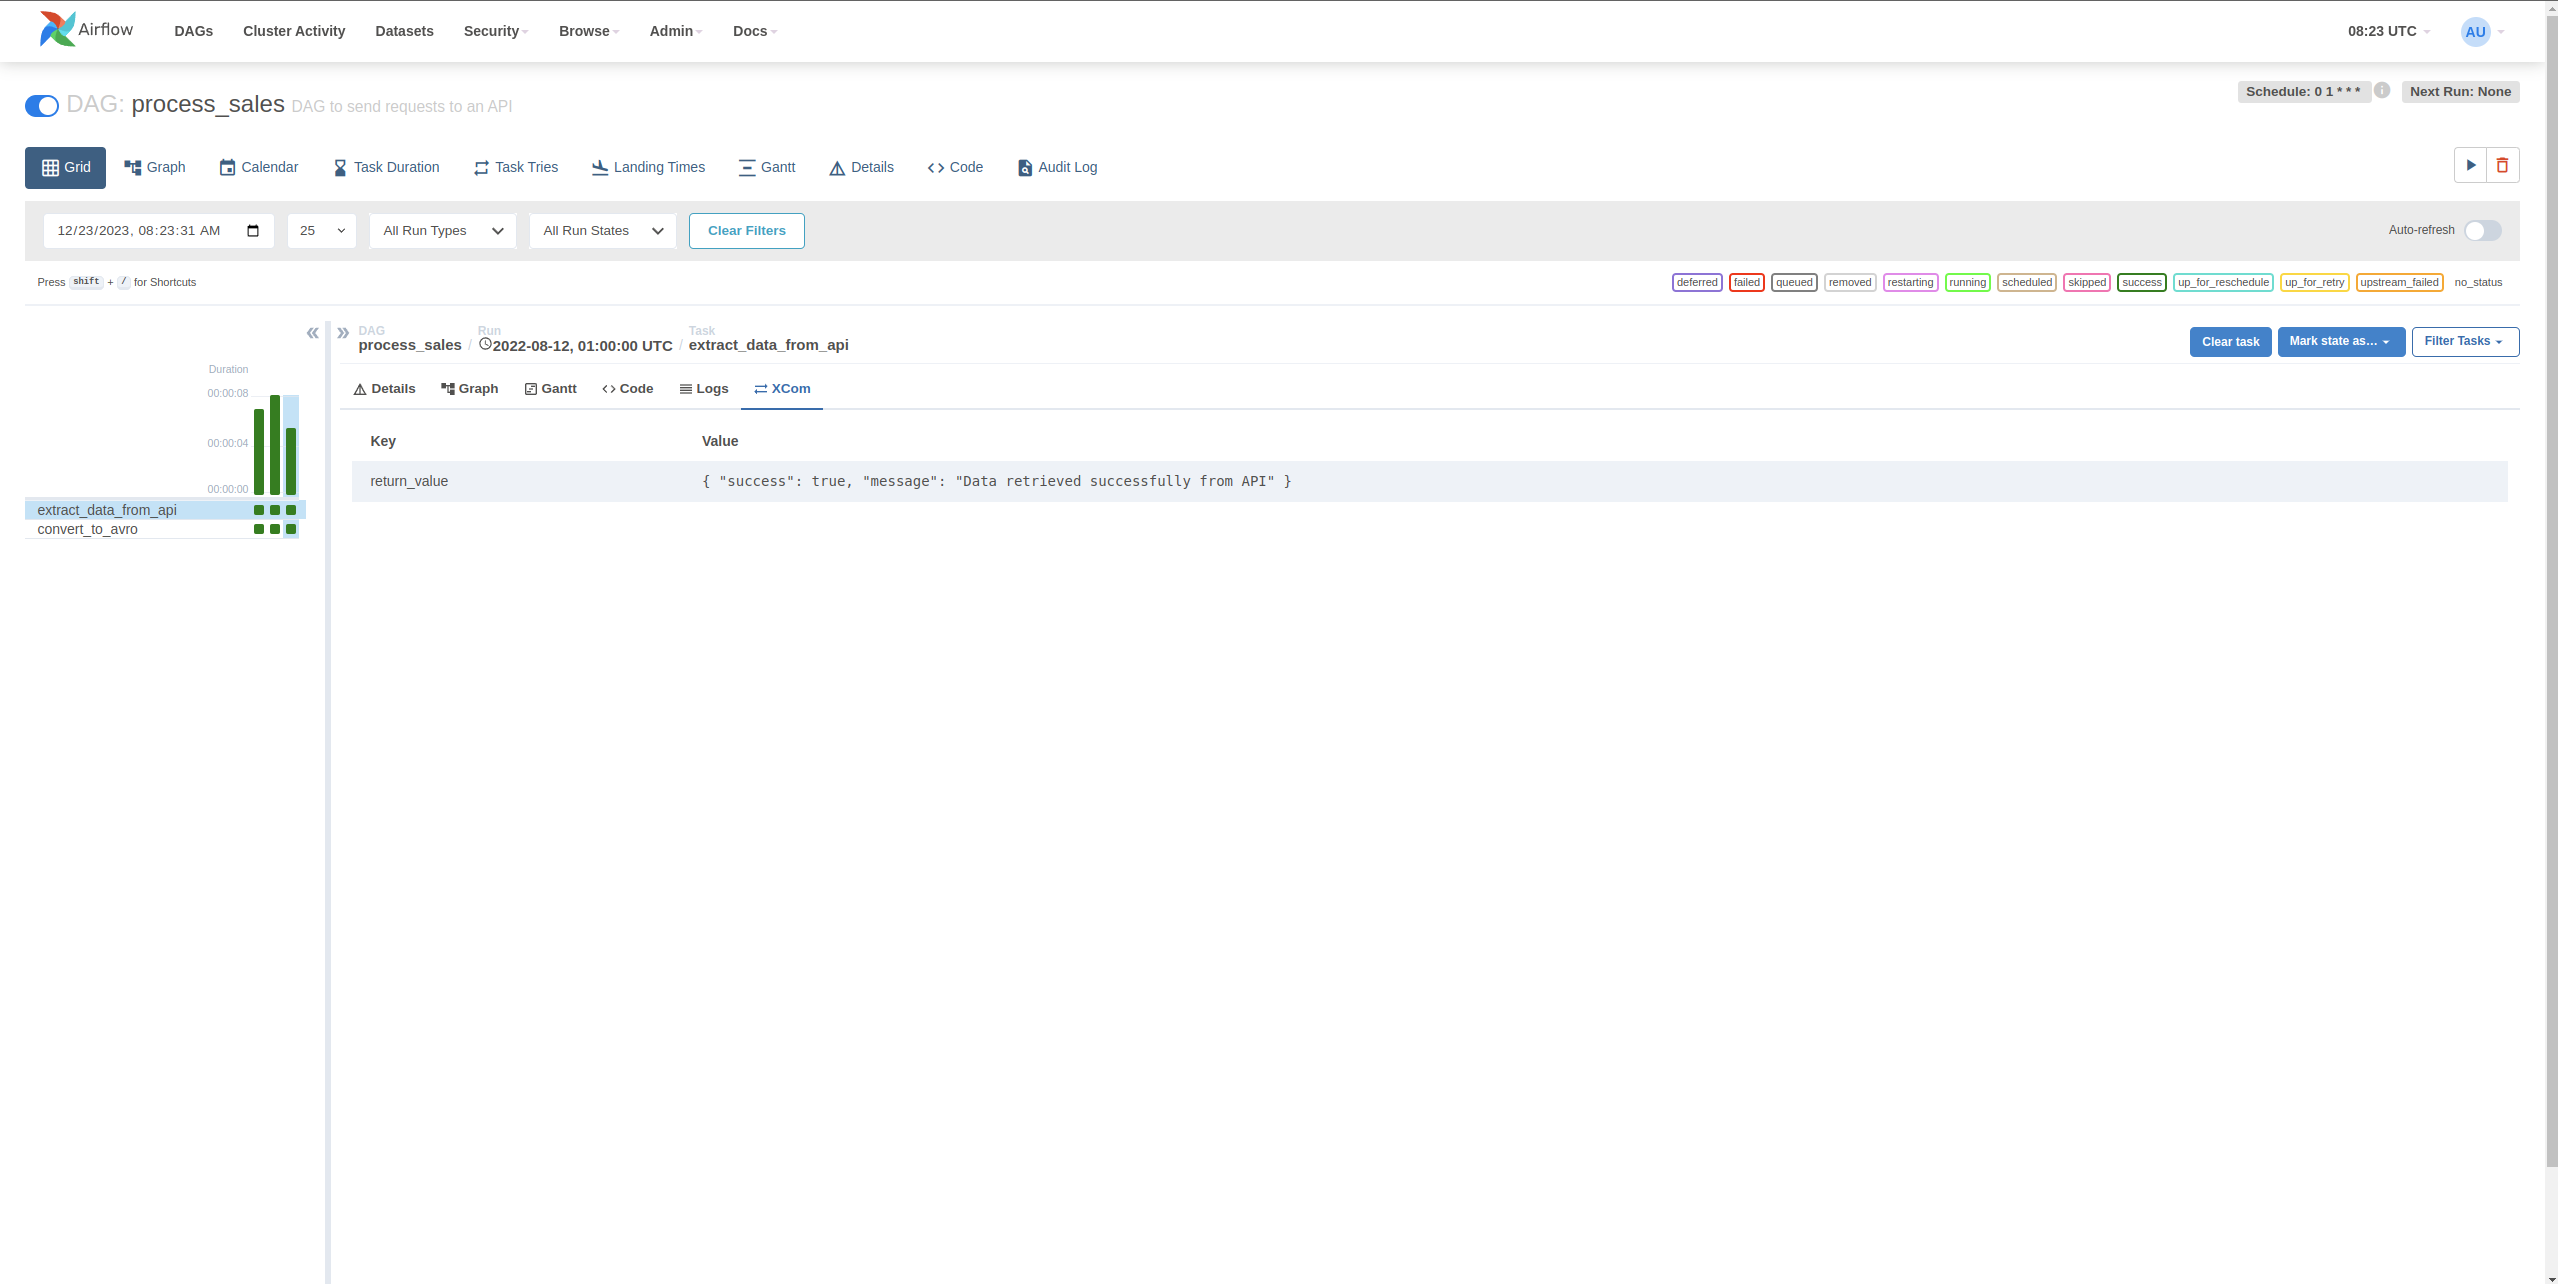 Airflow DAGs Cluster Activity Datasets Security Browse Admin Docs 08:23 UTC AU
DAG: process_sales DAG to send requests to an API
Schedule: 0 1 * * * Next Run: None
Grid Graph Calendar Task Duration Task Tries Landing Times Gantt Details Code Audit Log
12/23/2023, 08:23:31 AM 25 All Run Types All Run States Clear Filters Auto-refresh
Press shift + / for Shortcuts deferred failed queued removed restarting running scheduled skipped success up_for_reschedule up_for_retry upstream_failed no_status
« » DAG Run Task
process_sales / 2022-08-12, 01:00:00 UTC / extract_data_from_api
Clear task Mark state as... Filter Tasks
Duration
00:00:08
00:00:04
00:00:00
extract_data_from_api
convert_to_avro
Details Graph Gantt Code Logs XCom
Key Value
return_value { "success": true, "message": "Data retrieved successfully from API" }